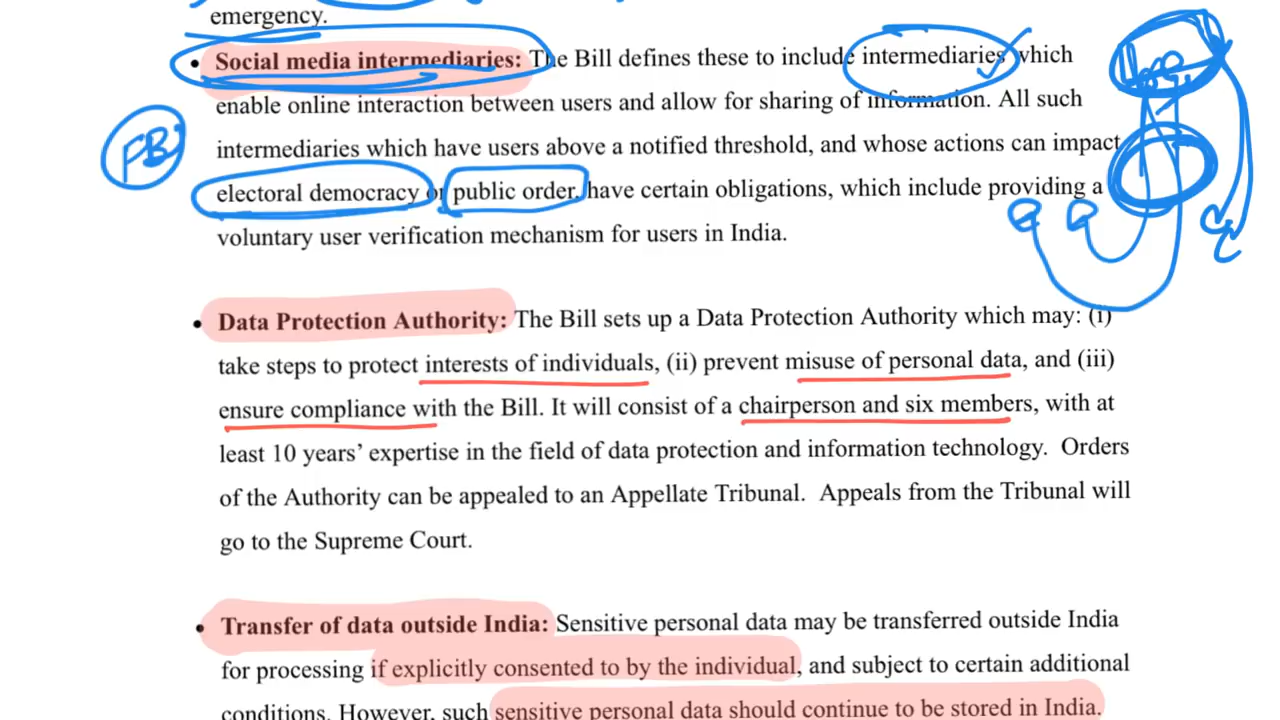 emergency.
• Social media intermediaries: The Bill defines these to include intermediaries which
enable online interaction between users and allow for sharing of information. All such
FB
intermediaries which have users above a notified threshold, and whose actions can impact
electoral democracy or public order, have certain obligations, which include providing a
voluntary user verification mechanism for users in India.
• Data Protection Authority: The Bill sets up a Data Protection Authority which may: (i)
take steps to protect interests of individuals, (ii) prevent misuse of personal data, and (iii)
ensure compliance with the Bill. It will consist of a chairperson and six members, with at
least 10 years’ expertise in the field of data protection and information technology. Orders
of the Authority can be appealed to an Appellate Tribunal. Appeals from the Tribunal will
go to the Supreme Court.
• Transfer of data outside India: Sensitive personal data may be transferred outside India
for processing if explicitly consented to by the individual, and subject to certain additional
conditions. However, such sensitive personal data should continue to be stored in India.